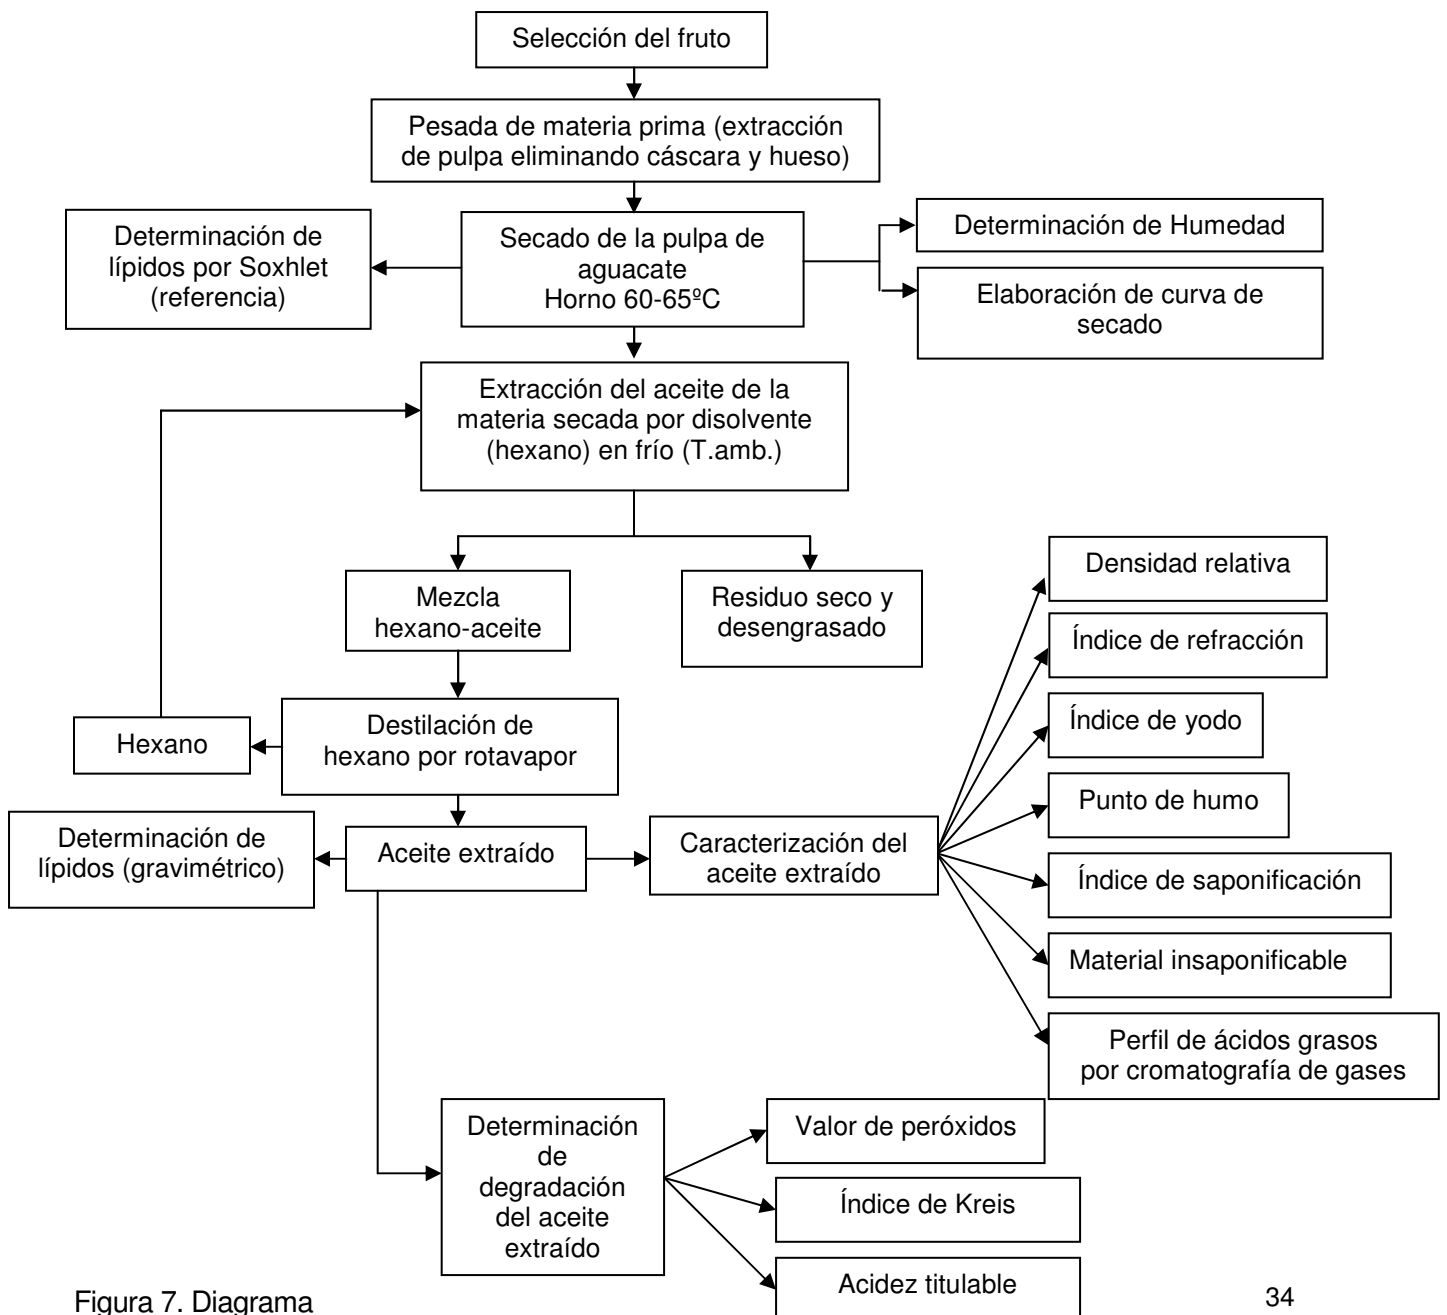 Selección del fruto
Pesada de materia prima (extracción
de pulpa eliminando cáscara y hueso)
Determinación de
lípidos por Soxhlet
(referencia)
Secado de la pulpa de
aguacate
Horno 60-65ºC
Determinación de Humedad
Elaboración de curva de
secado
Extracción del aceite de la
materia secada por disolvente
(hexano) en frío (T.amb.)
Mezcla
hexano-aceite
Residuo seco y
desengrasado
Hexano
Destilación de
hexano por rotavapor
Determinación de
lípidos (gravimétrico)
Aceite extraído
Caracterización del
aceite extraído
Densidad relativa
Índice de refracción
Índice de yodo
Punto de humo
Índice de saponificación
Material insaponificable
Perfil de ácidos grasos
por cromatografía de gases
Determinación
de
degradación
del aceite
extraído
Valor de peróxidos
Índice de Kreis
Acidez titulable
Figura 7. Diagrama
34